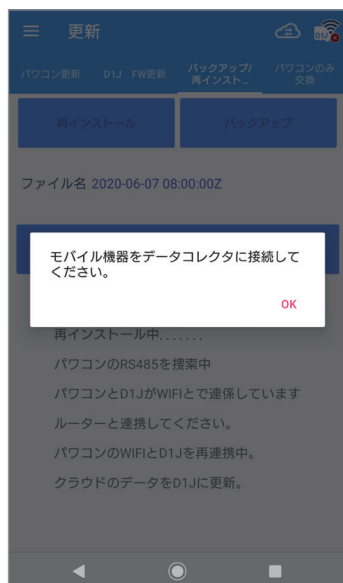 更新
D1J
パワコン更新 D1J FW更新 バックアップ/ パワコンのみ
再インスト... 交換
再インストール バックアップ
ファイル名 2020-06-07 08:00:00Z
モバイル機器をデータコレクタに接続して
ください。
OK
再インストール中.......
パワコンのRS485を捜索中
パワコンとD1JがWIFIとで連係しています
ルーターと連携してください。
パワコンのWIFIとD1Jを再連携中。
クラウドのデータをD1Jに更新。